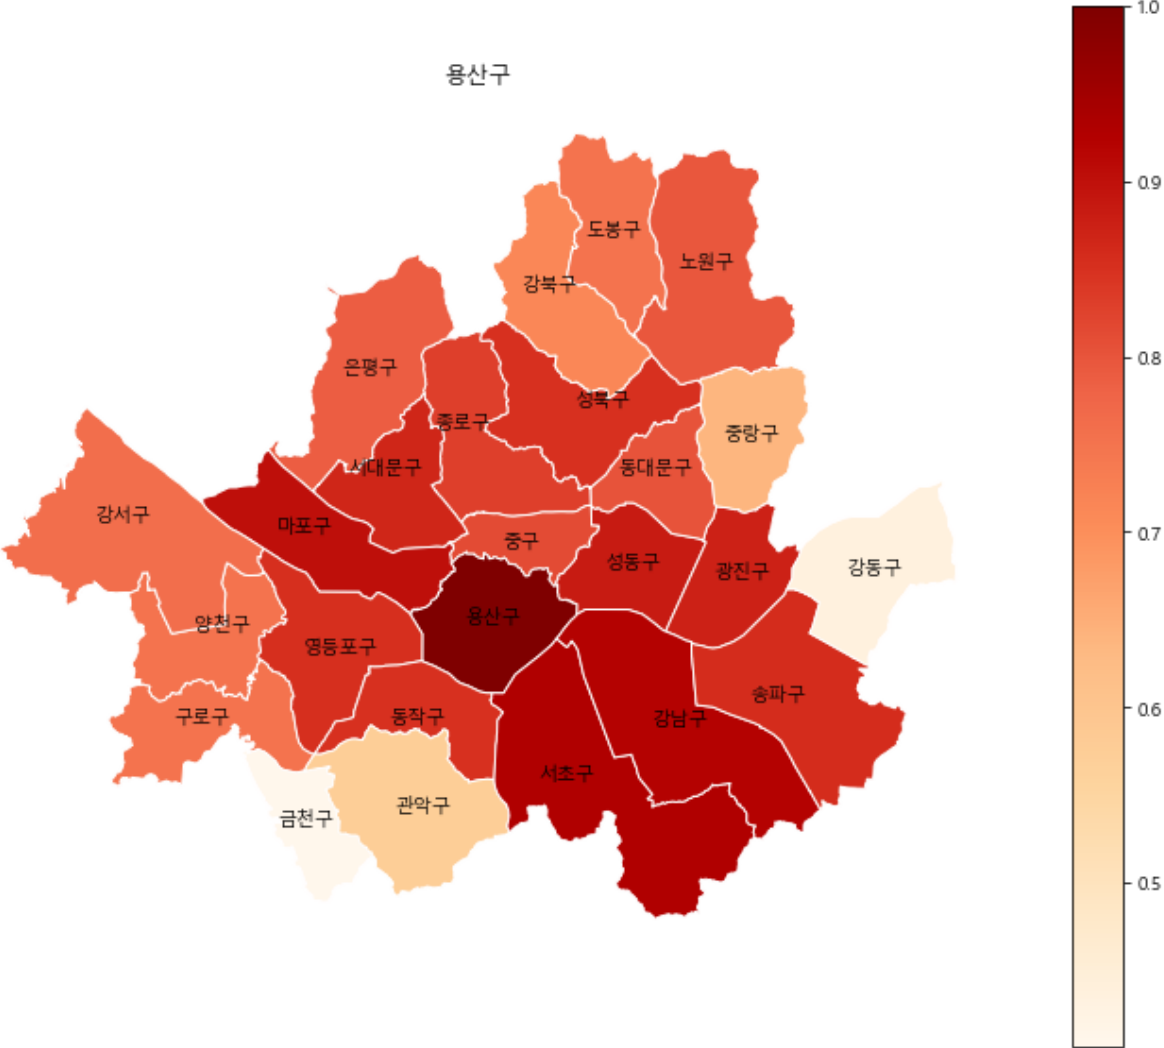 용산구
1.0
0.9
0.8
0.7
0.6
0.5
도봉구
노원구
강북구
은평구
성북구
종로구
중랑구
서대문구
동대문구
강서구
마포구
중구
성동구
광진구
강동구
용산구
양천구
영등포구
송파구
구로구
동작구
강남구
서초구
관악구
금천구